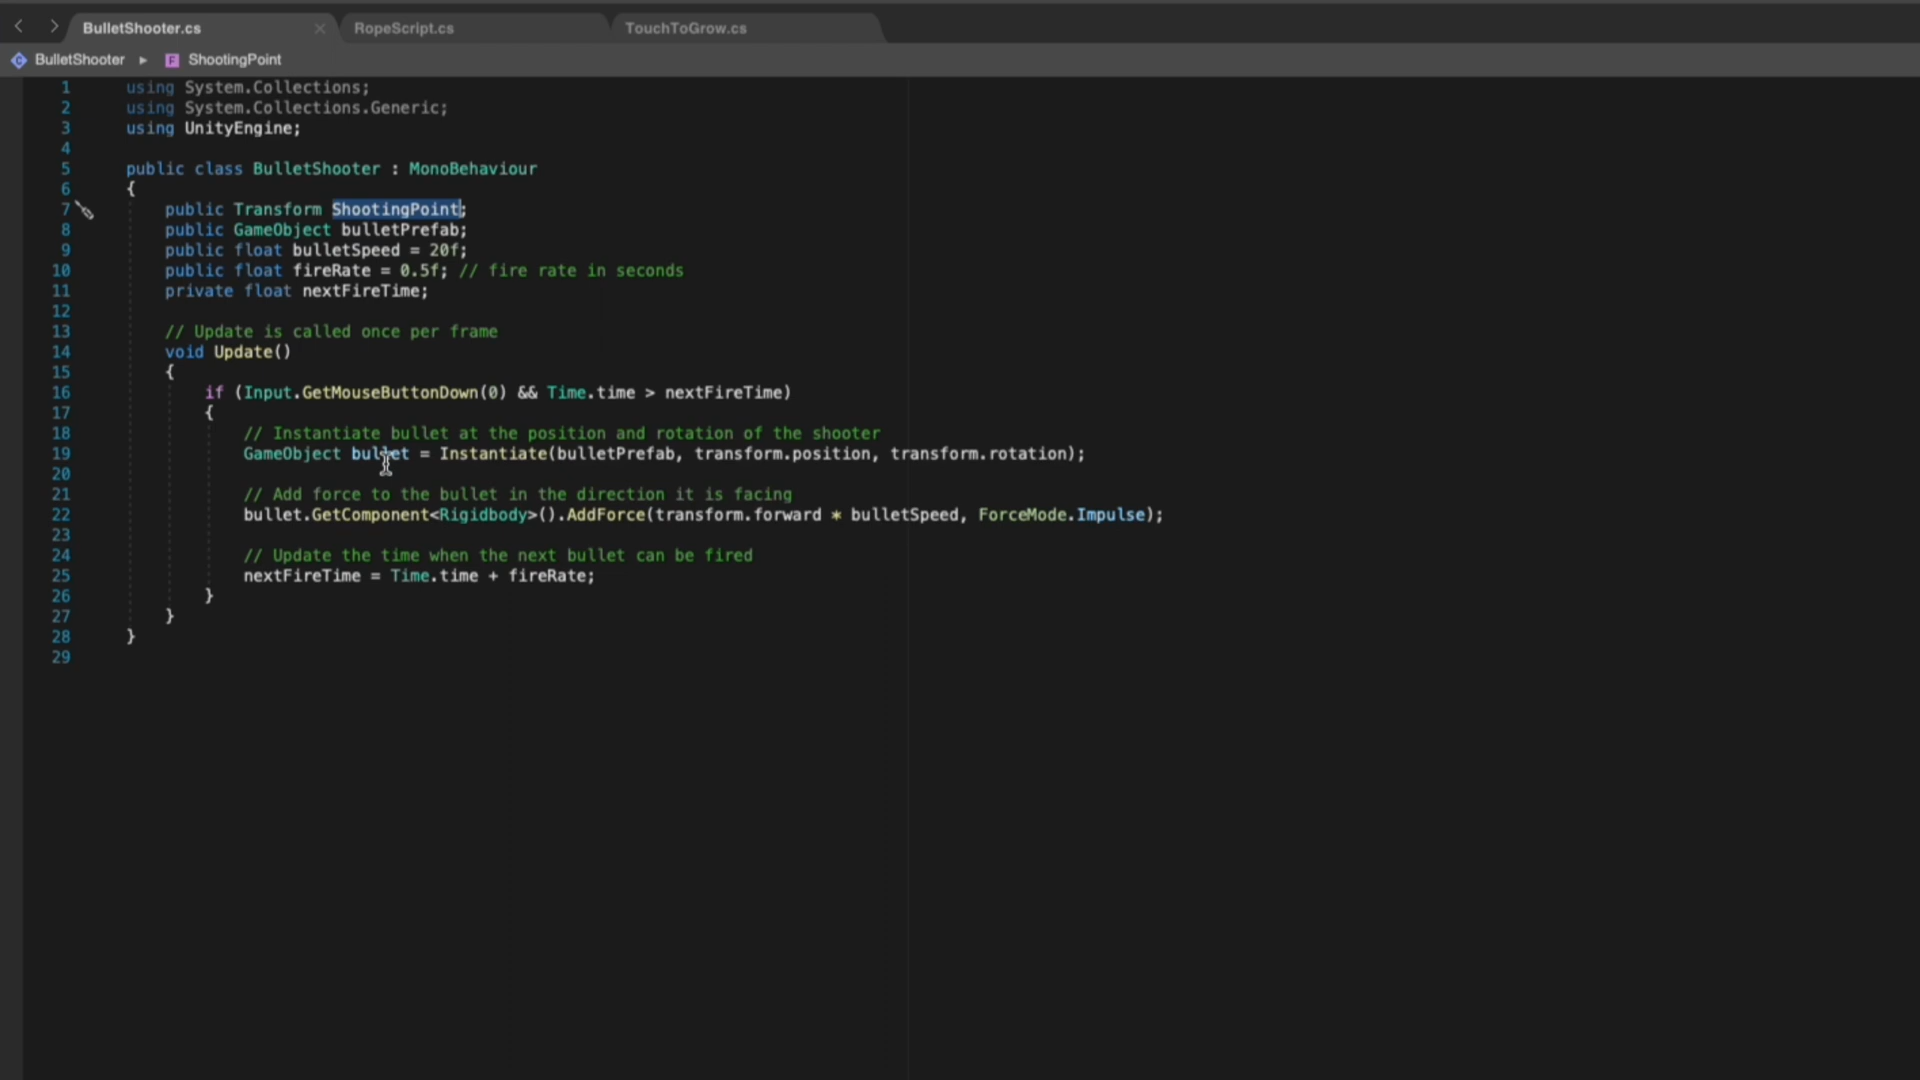 BulletShooter.cs
RopeScript.cs
TouchToGrow.cs
BulletShooter
ShootingPoint
1 using System.Collections;
2 using System.Collections.Generic;
3 using UnityEngine;
4
5 public class BulletShooter : MonoBehaviour
6 {
7 public Transform ShootingPoint;
8 public GameObject bulletPrefab;
9 public float bulletSpeed = 20f;
10 public float fireRate = 0.5f; // fire rate in seconds
11 private float nextFireTime;
12
13 // Update is called once per frame
14 void Update()
15 {
16 if (Input.GetMouseButtonDown(0) && Time.time > nextFireTime)
17 {
18 // Instantiate bullet at the position and rotation of the shooter
19 GameObject bullet = Instantiate(bulletPrefab, transform.position, transform.rotation);
20
21 // Add force to the bullet in the direction it is facing
22 bullet.GetComponent<Rigidbody>().AddForce(transform.forward * bulletSpeed, ForceMode.Impulse);
23
24 // Update the time when the next bullet can be fired
25 nextFireTime = Time.time + fireRate;
26 }
27 }
28 }
29